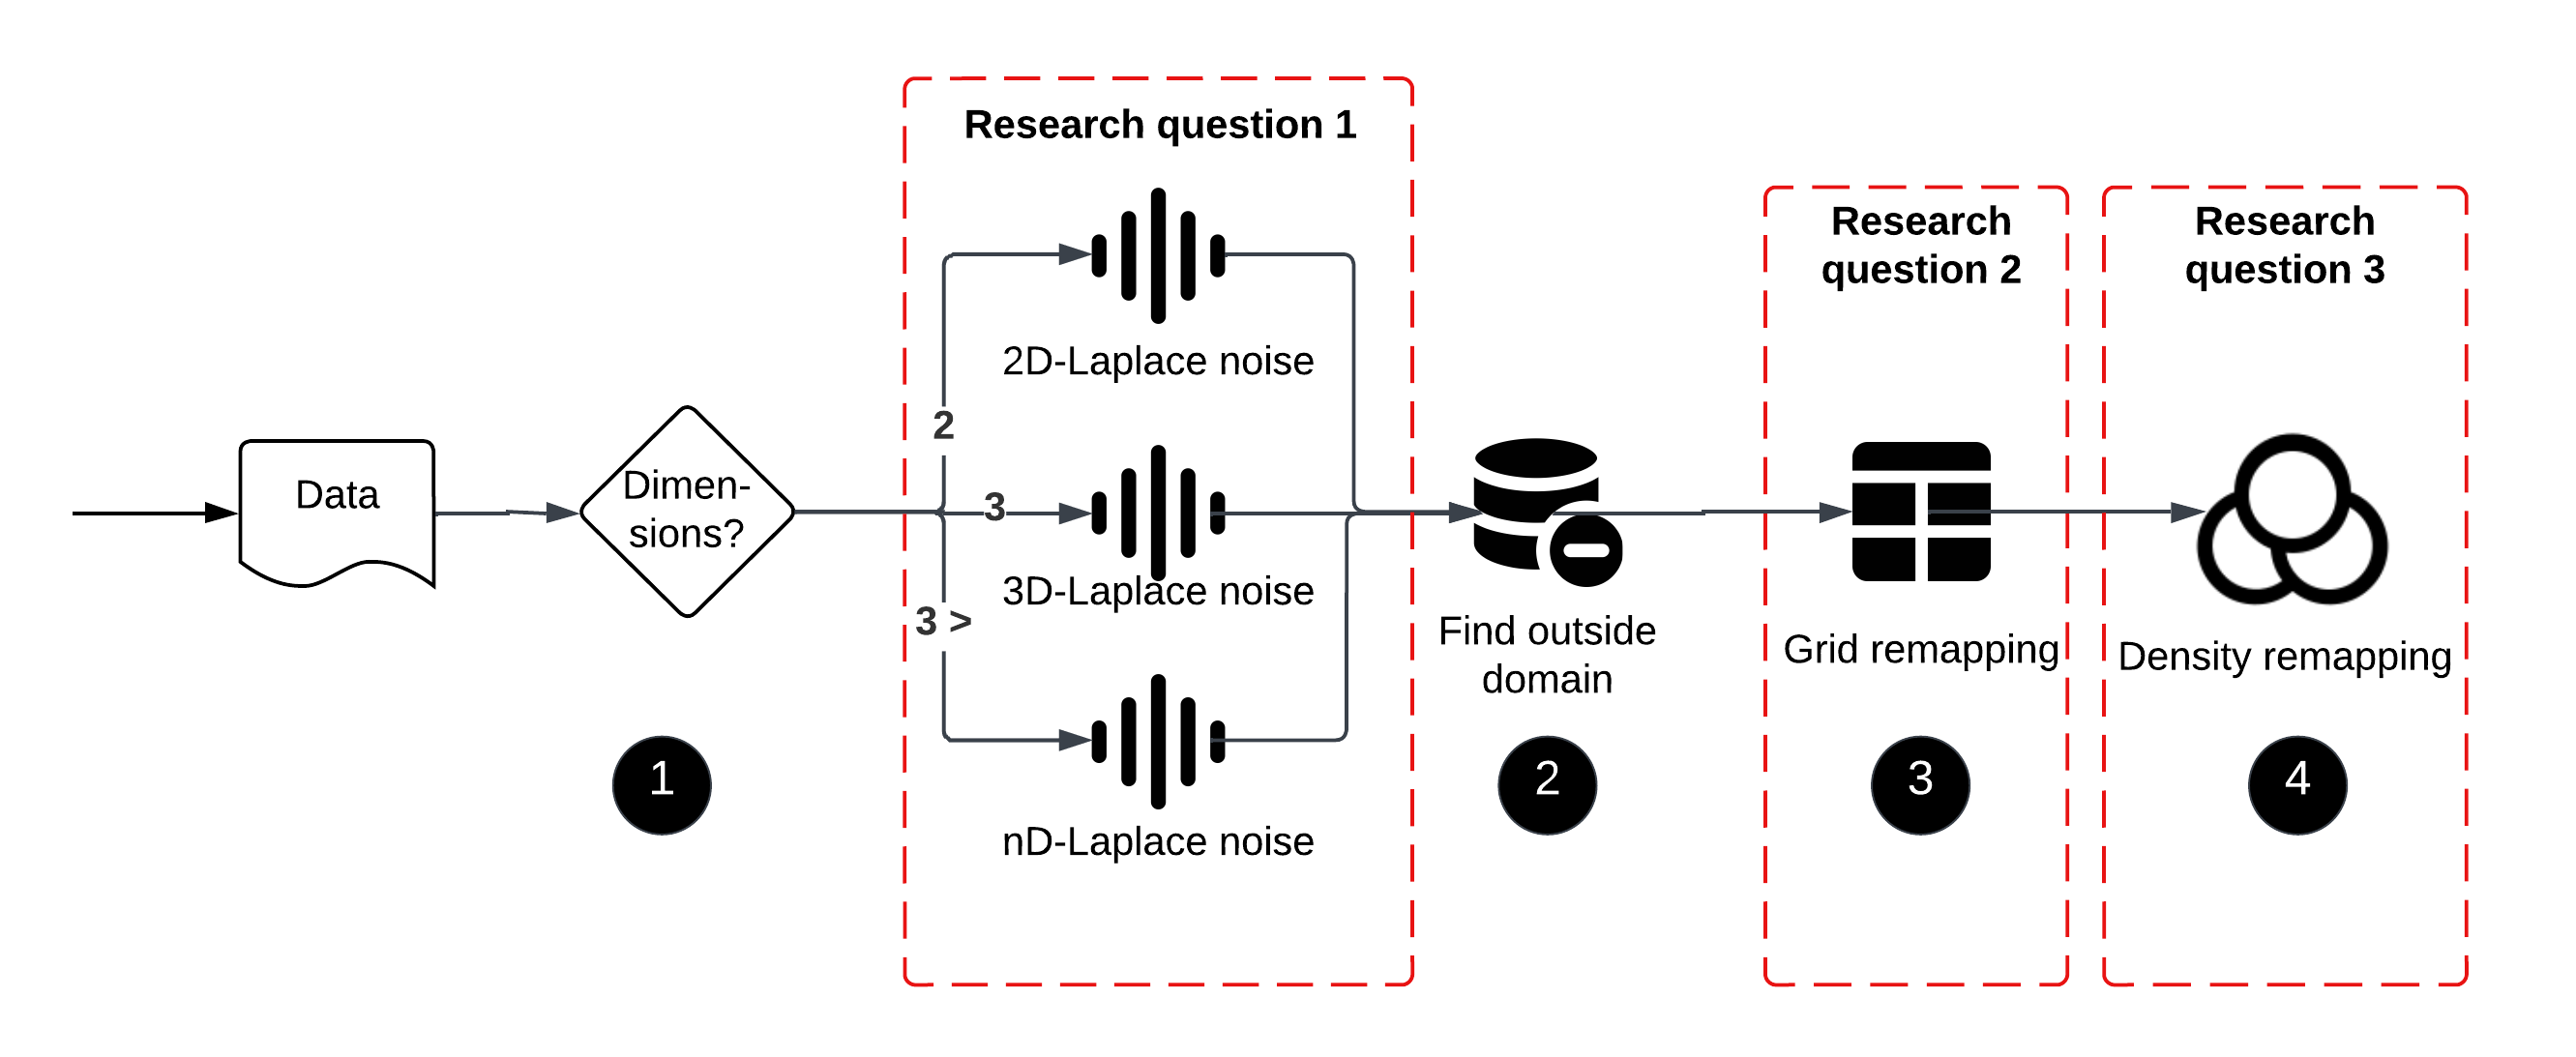 Research question 1
Research
question 2
Research
question 3
2D-Laplace noise
2
Data
Dimen-
sions?
3
3D-Laplace noise
3 >
Find outside
domain
Grid remapping
Density remapping
1
2
3
4
nD-Laplace noise